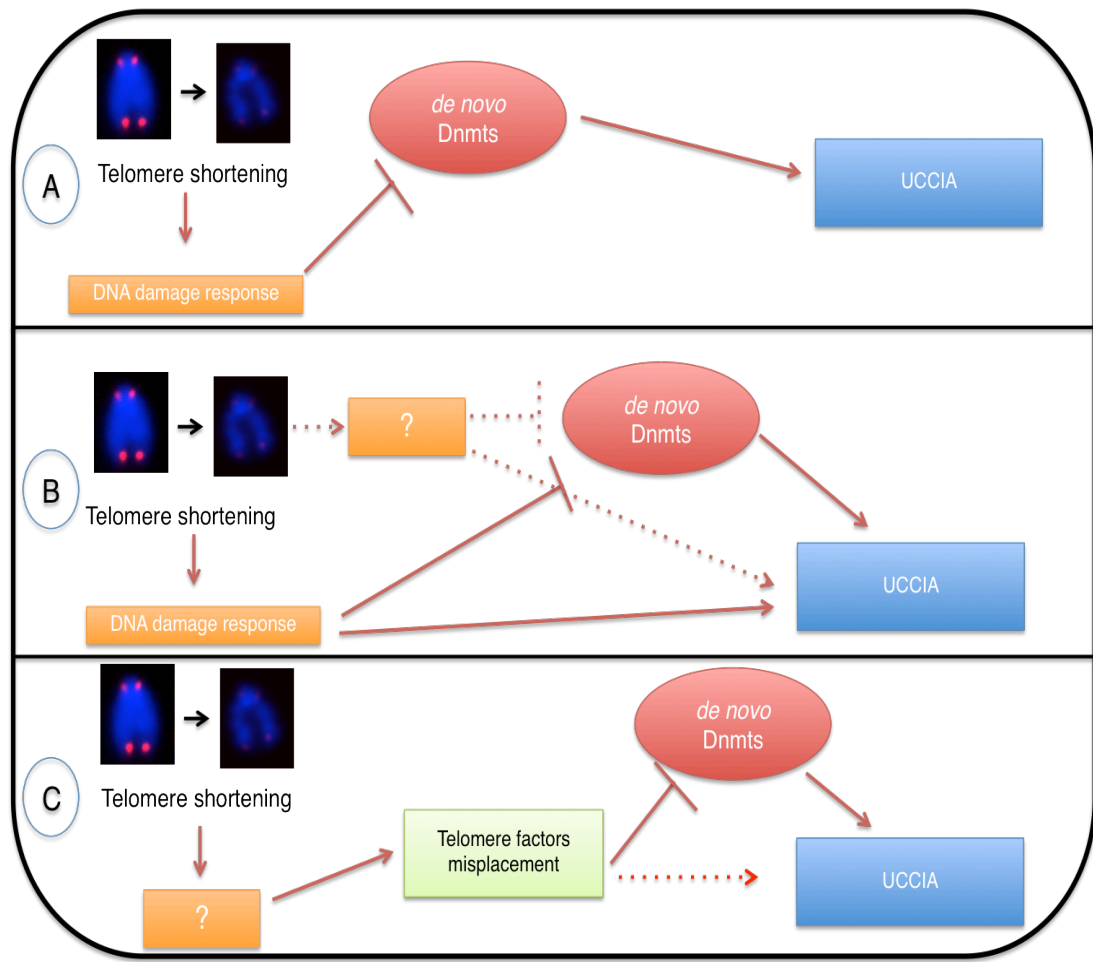 A
Telomere shortening
DNA damage response
de novo
Dnmts
UCCIA
B
Telomere shortening
DNA damage response
?
de novo
Dnmts
UCCIA
C
Telomere shortening
?
Telomere factors
misplacement
de novo
Dnmts
UCCIA